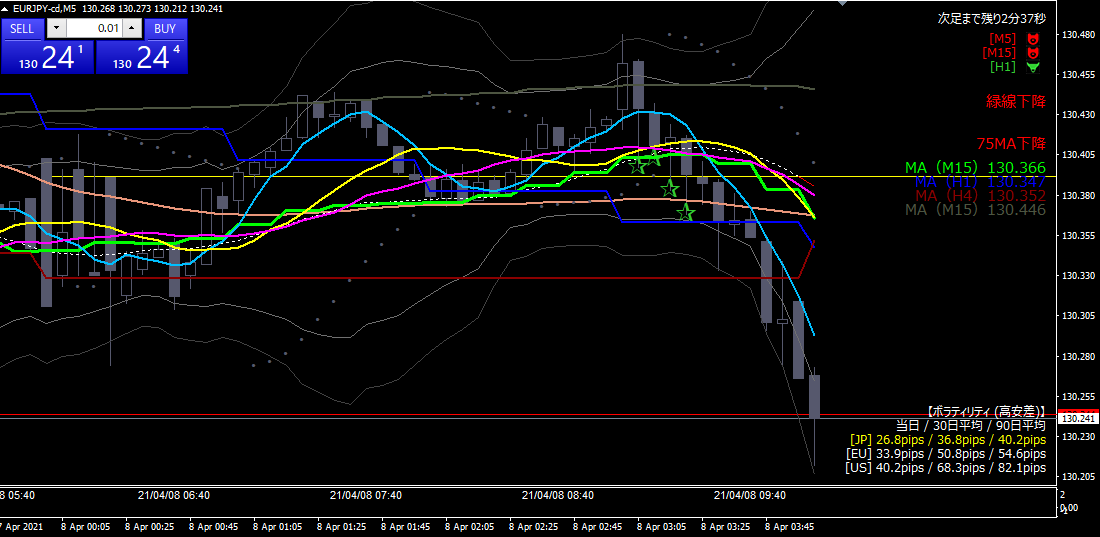 EURJPY-cd,M5 130.268 130.273 130.212 130.241
SELL 0.01 BUY
130 24 1 130 24 4
次足まで残り2分37秒
[M5]
[M15]
[H1]
緑線下降
75MA下降
MA (M15) 130.366
MA (H1) 130.347
MA (H4) 130.352
MA (M15) 130.446
【ボラティリティ(高安差)】
当日 / 30日平均 / 90日平均
[JP] 26.8pips / 36.8pips / 40.2pips
[EU] 33.9pips / 50.8pips / 54.6pips
[US] 40.2pips / 68.3pips / 82.1pips
130.480
130.455
130.430
130.405
130.380
130.355
130.330
130.305
130.280
130.255
130.241
130.230
130.205
05:40 21/04/08 06:40 21/04/08 07:40 21/04/08 08:40 21/04/08 09:40
2
0.00
7 Apr 2021 8 Apr 00:05 8 Apr 00:25 8 Apr 00:45 8 Apr 01:05 8 Apr 01:25 8 Apr 01:45 8 Apr 02:05 8 Apr 02:25 8 Apr 02:45 8 Apr 03:05 8 Apr 03:25 8 Apr 03:45